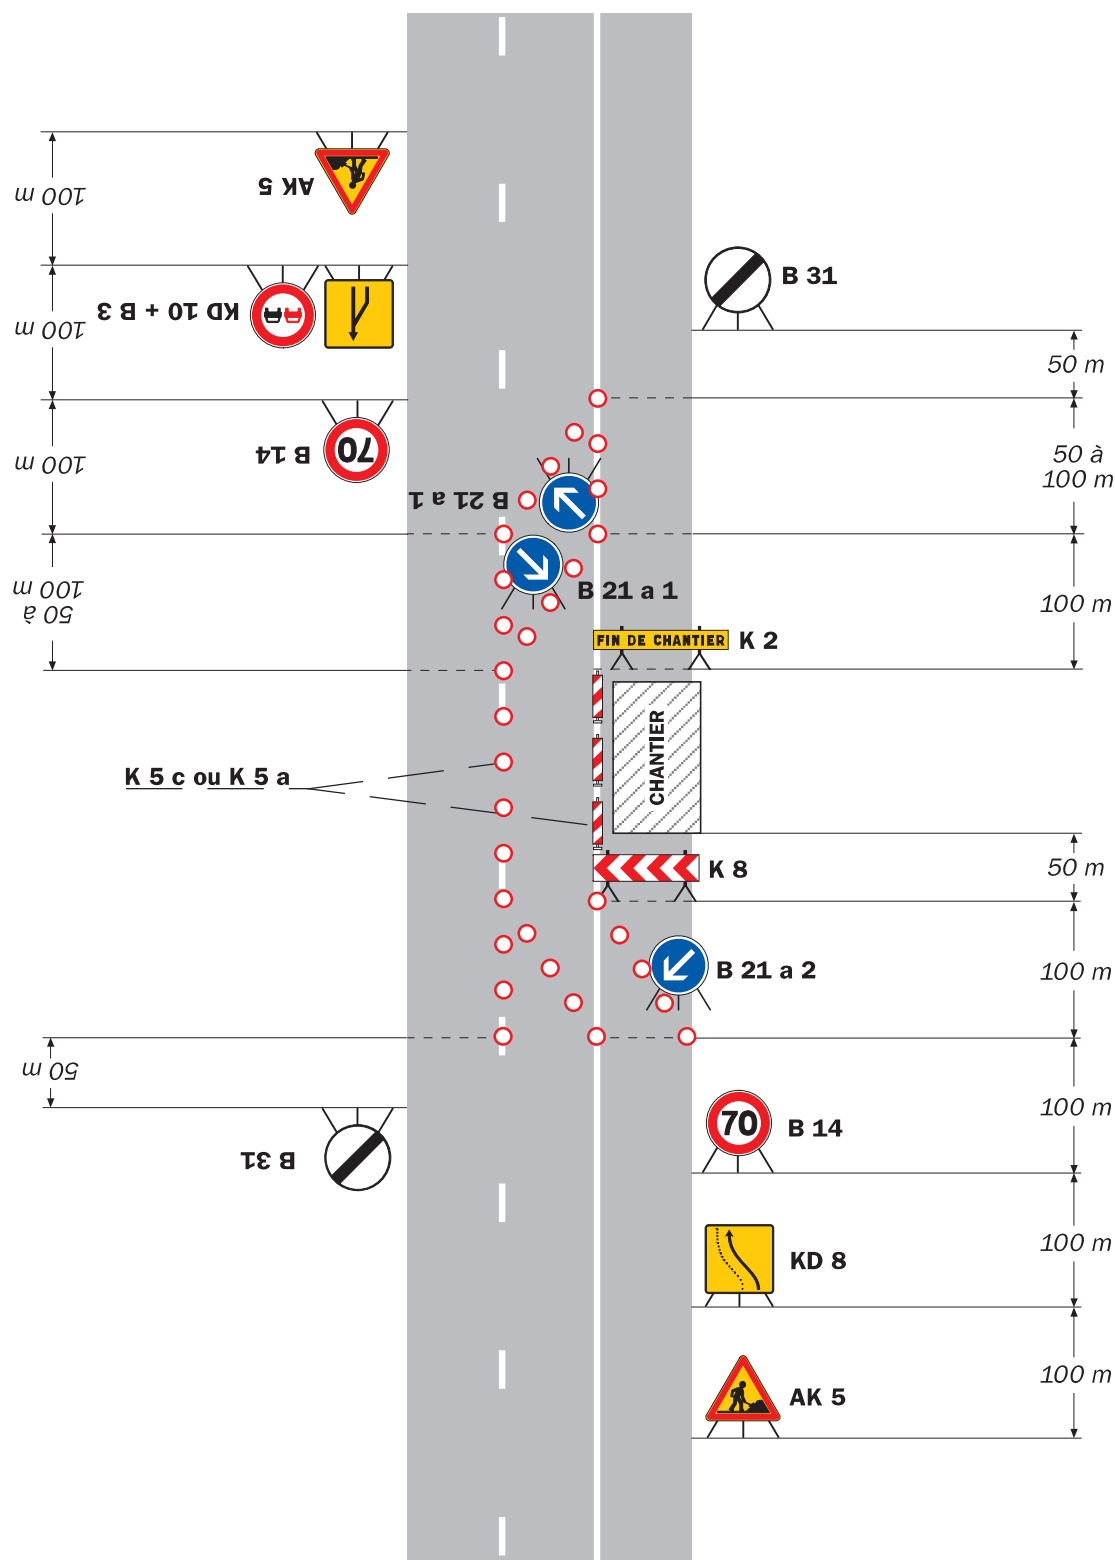 100 m
AK 5
100 m
KD 10 + B 3
B 31
50 m
100 m
70
B 14
50 à
100 m
B 21 a 1
50 à
100 m
B 21 a 1
100 m
FIN DE CHANTIER
K 2
CHANTIER
K 5 c ou K 5 a
K 8
50 m
B 21 a 2
100 m
50 m
70
B 14
100 m
B 31
KD 8
100 m
AK 5
100 m